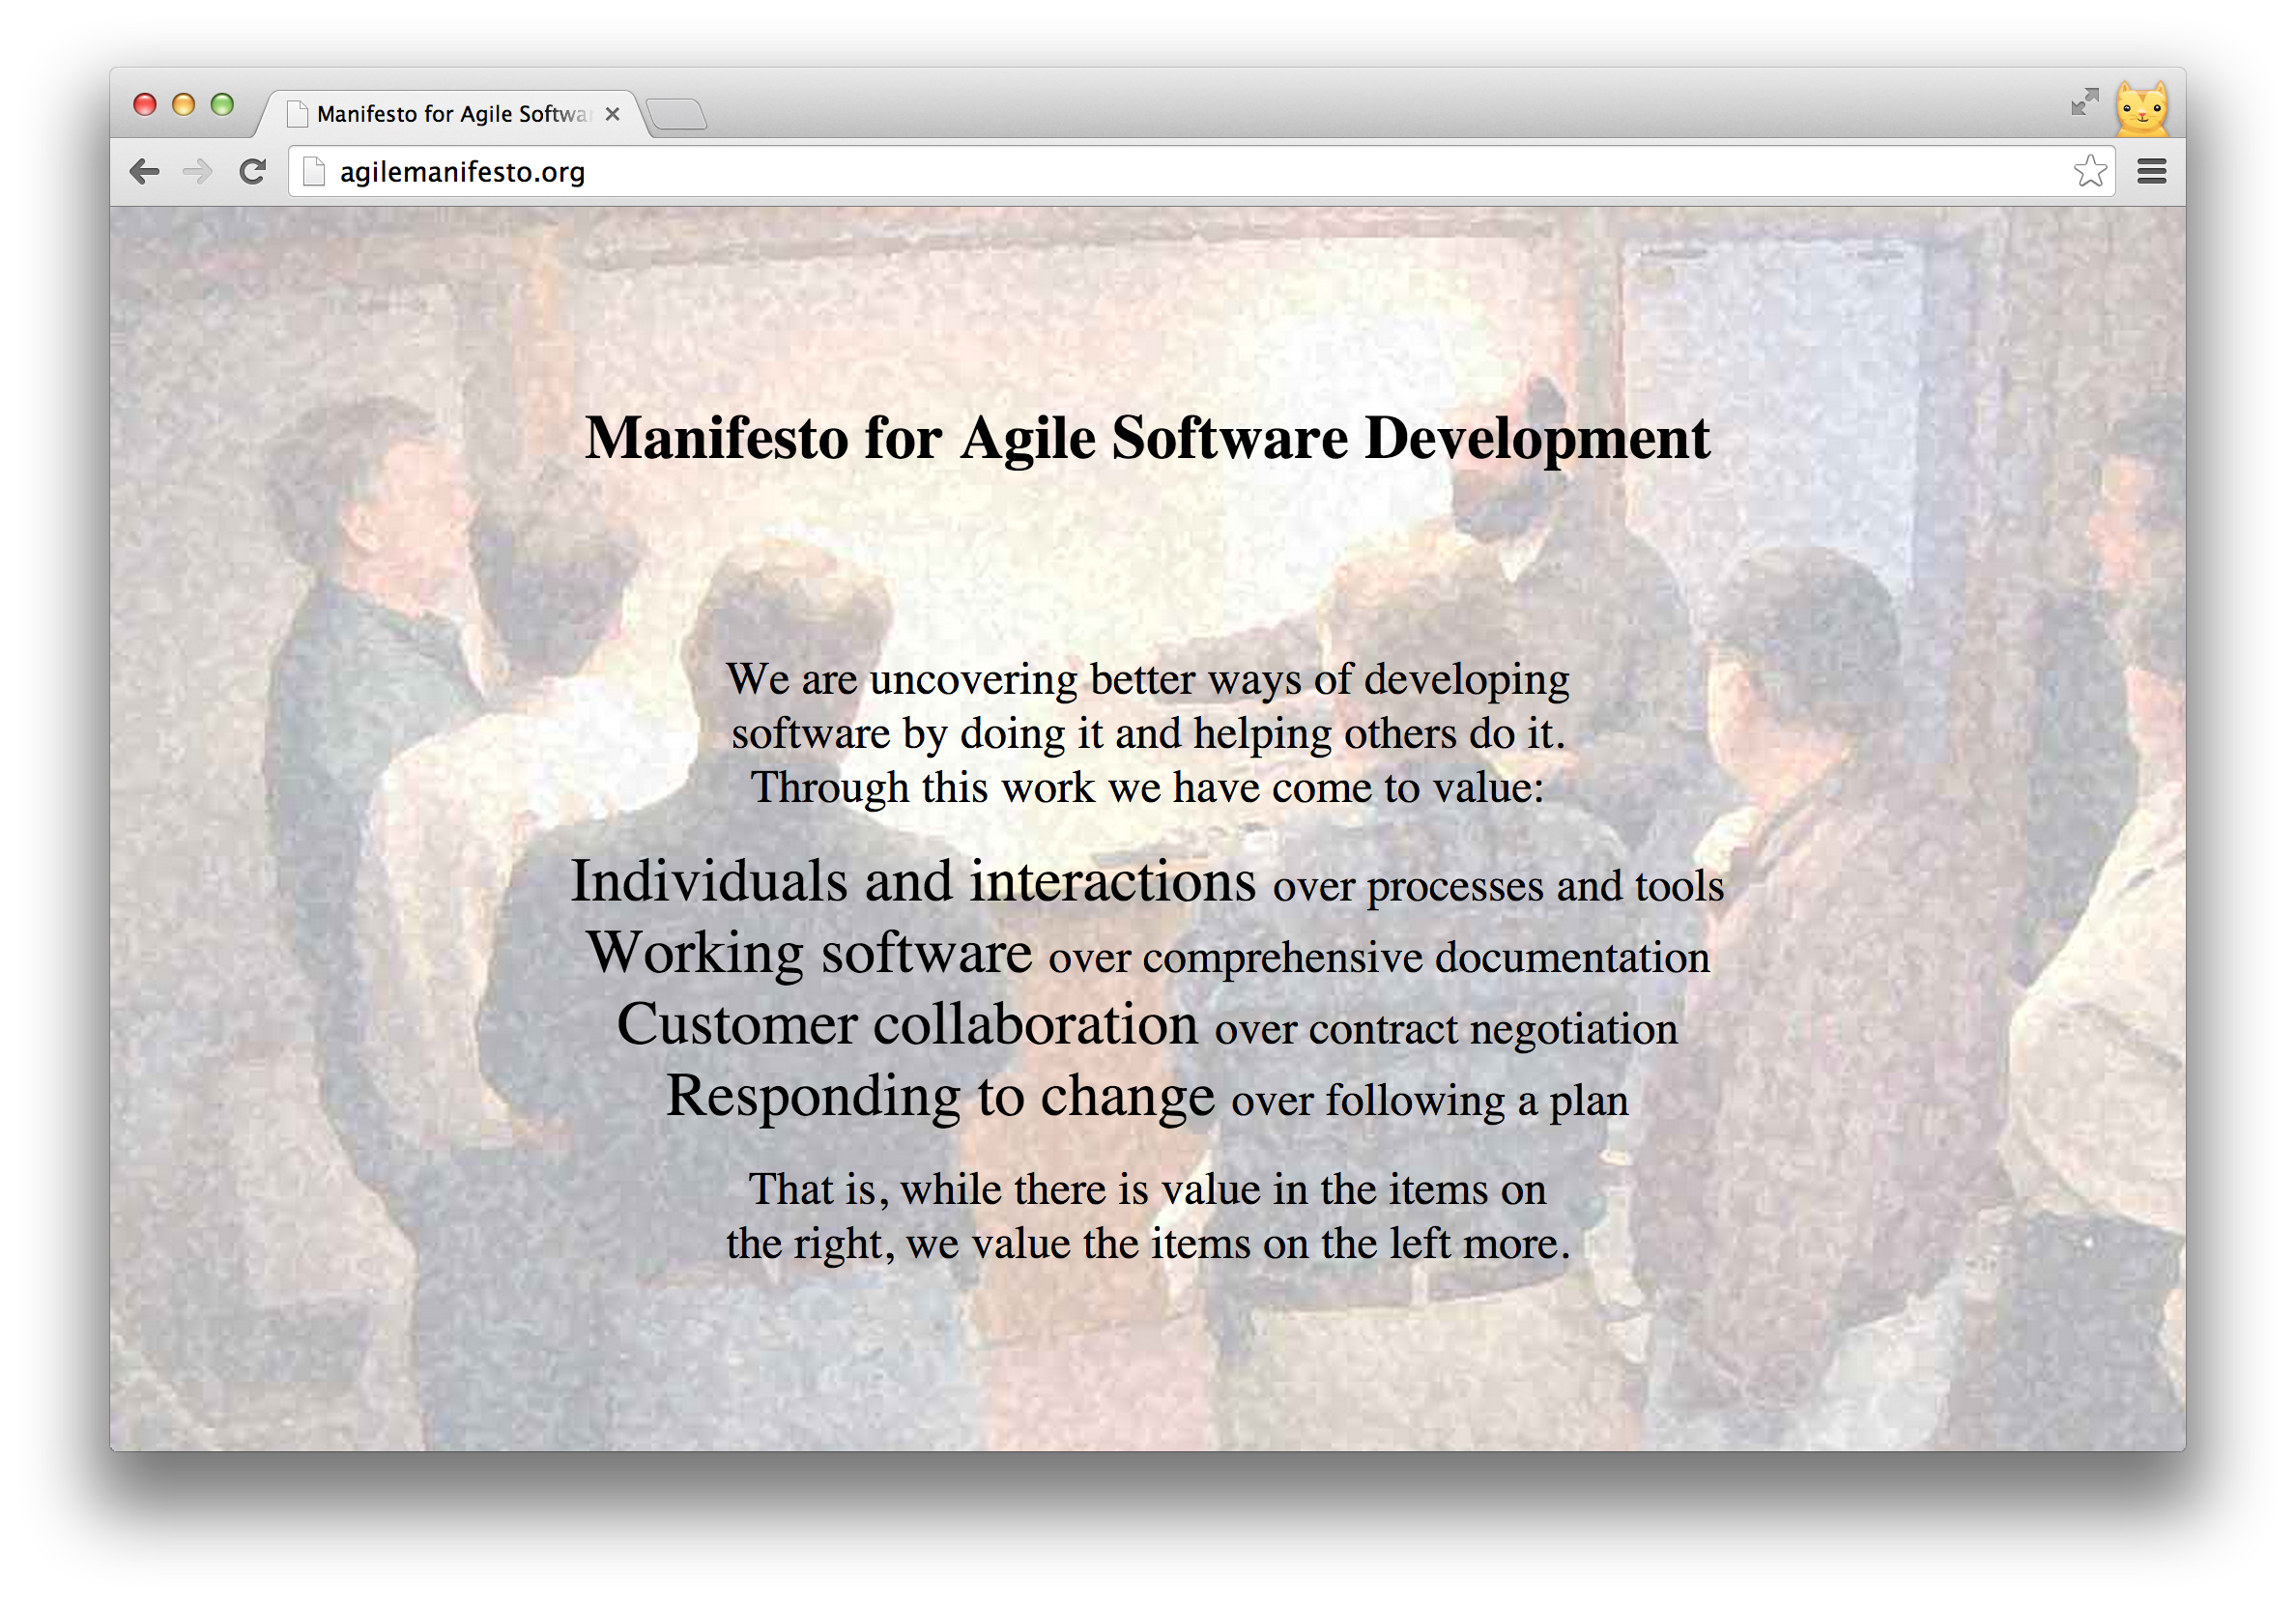 Manifesto for Agile Softwar
agilemanifesto.org
Manifesto for Agile Software Development
We are uncovering better ways of developing
software by doing it and helping others do it.
Through this work we have come to value:
Individuals and interactions over processes and tools
Working software over comprehensive documentation
Customer collaboration over contract negotiation
Responding to change over following a plan
That is, while there is value in the items on
the right, we value the items on the left more.